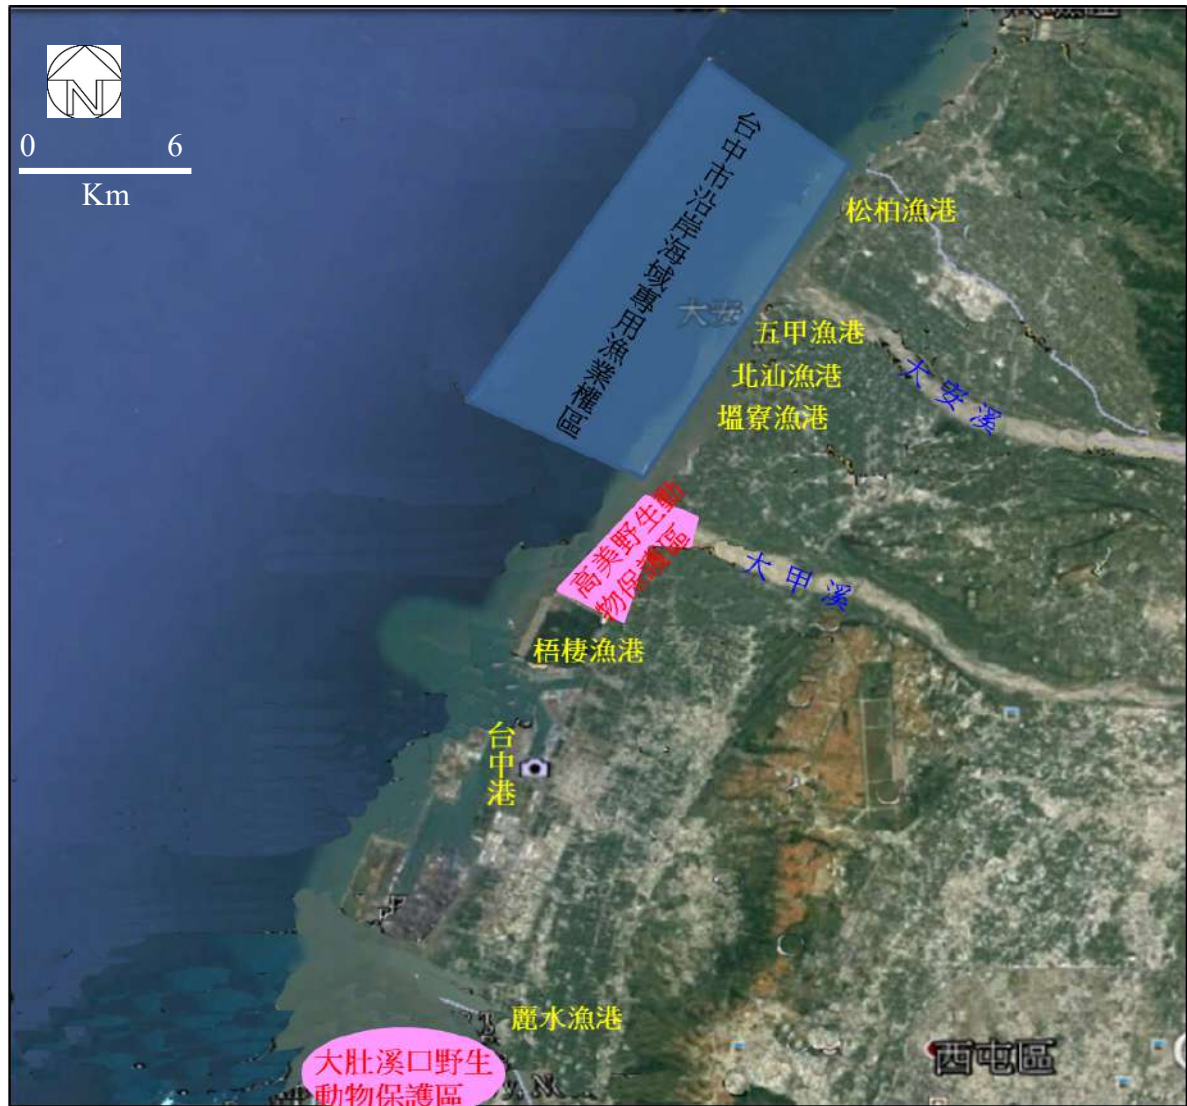 N
0 6
Km
台中市沿岸海域專用漁業權區
松柏漁港
大安
五甲漁港
北汕漁港
大安溪
塭寮漁港
高美野生動
物保護區
大甲溪
梧棲漁港
台中港
麗水漁港
大肚溪口野生
動物保護區
西屯區